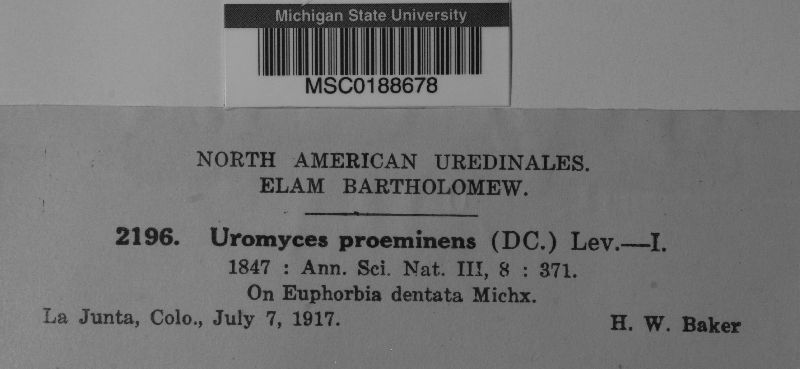 Michigan State University
MSC0188678
NORTH AMERICAN UREDINALES.
ELAM BARTHOLOMEW.
2196. Uromyces proeminens (DC.) Lev.—I.
1847 : Ann. Sci. Nat. III, 8 : 371.
On Euphorbia dentata Michx.
La Junta, Colo., July 7, 1917. H. W. Baker